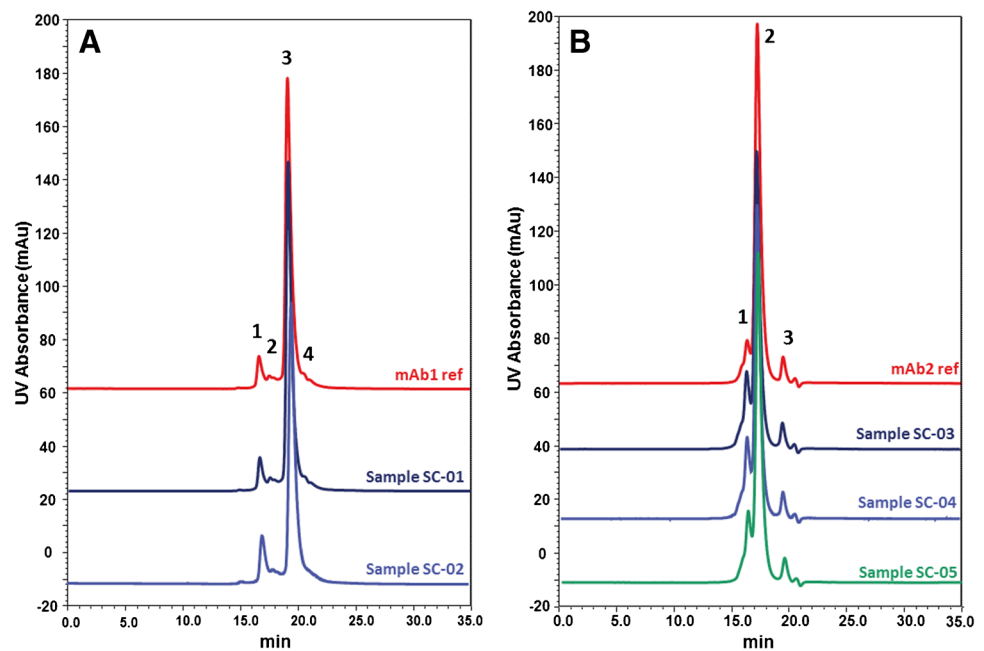 A
UV Absorbance (mAu)
200
180
160
140
120
100
80
60
40
20
0
-20
0.0 5.0 10.0 15.0 20.0 25.0 30.0 35.0
min
1
2
3
4
mAb1 ref
Sample SC-01
Sample SC-02
B
UV Absorbance (mAu)
200
180
160
140
120
100
80
60
40
20
0
-20
0.0 5.0 10.0 15.0 20.0 25.0 30.0 35.0
min
1
2
3
mAb2 ref
Sample SC-03
Sample SC-04
Sample SC-05